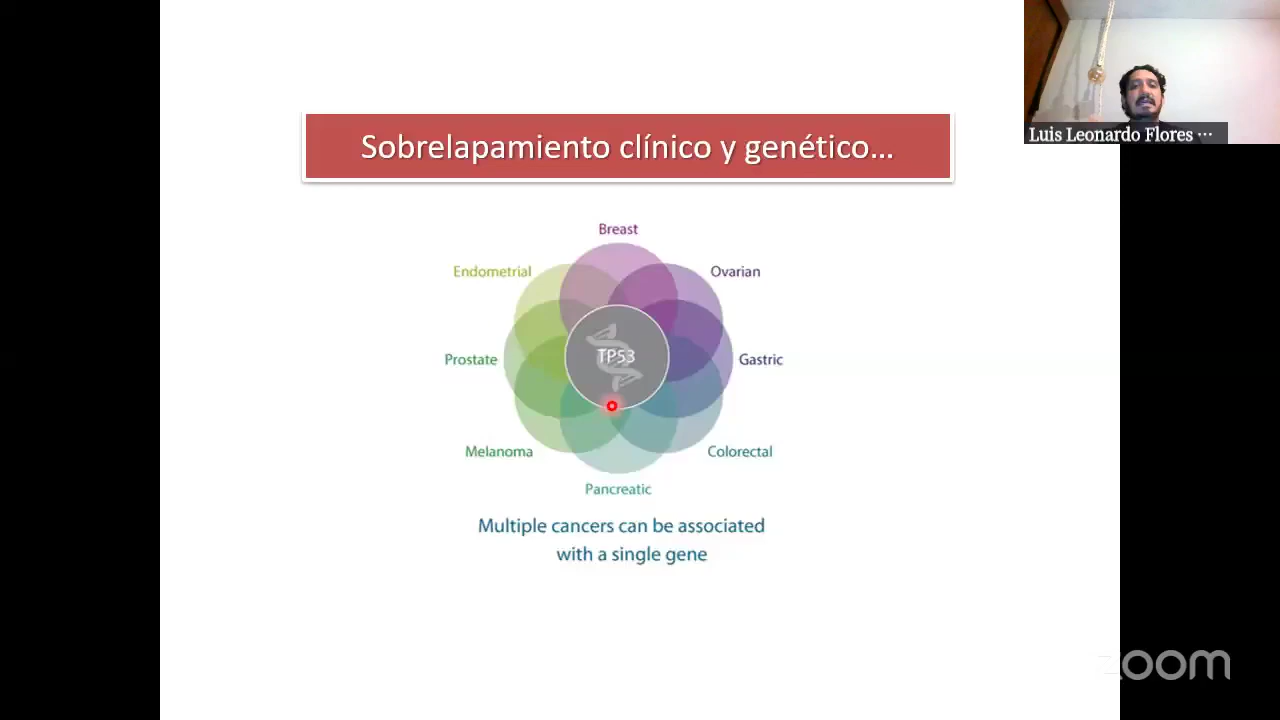 Luis Leonardo Flores ...
Sobrelapamiento clínico y genético...
Breast
Endometrial
Ovarian
TP53
Prostate
Gastric
Melanoma
Colorectal
Pancreatic
Multiple cancers can be associated
with a single gene
zoom